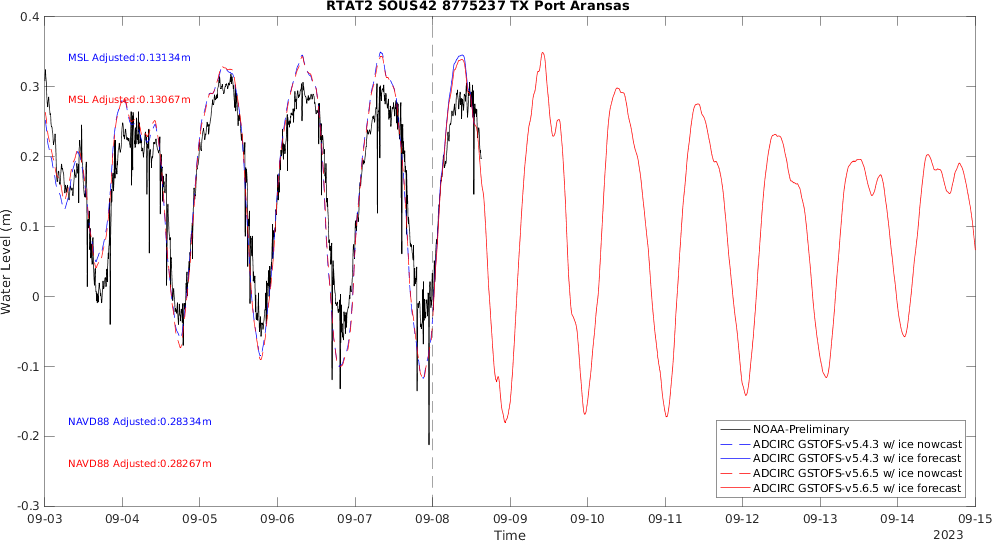 RTAT2 SOUS42 8775237 TX Port Aransas
0.4
0.3
0.2
0.1
0
-0.1
-0.2
-0.3
Water Level (m)
MSL Adjusted:0.13134m
MSL Adjusted:0.13067m
NAVD88 Adjusted:0.28334m
NAVD88 Adjusted:0.28267m
NOAA-Preliminary
ADCIRC GSTOFS-v5.4.3 w/ ice nowcast
ADCIRC GSTOFS-v5.4.3 w/ ice forecast
ADCIRC GSTOFS-v5.6.5 w/ ice nowcast
ADCIRC GSTOFS-v5.6.5 w/ ice forecast
09-03 09-04 09-05 09-06 09-07 09-08 09-09 09-10 09-11 09-12 09-13 09-14 09-15
Time
2023